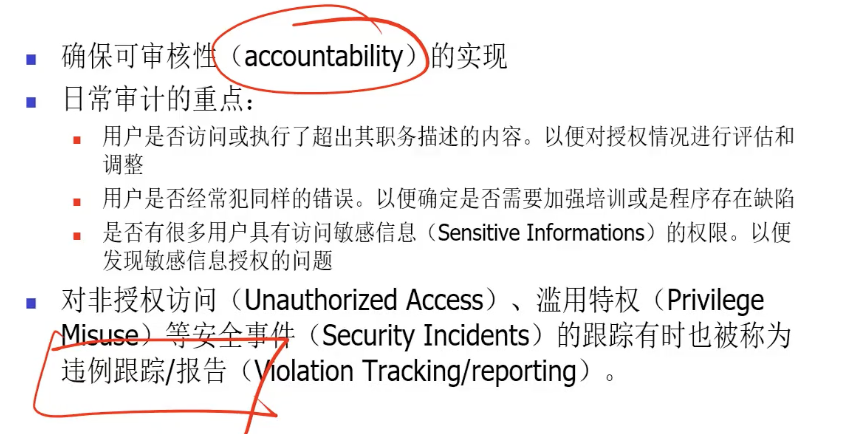 确保可审核性（accountability）的实现
日常审计的重点：
用户是否访问或执行了超出其职务描述的内容。以便对授权情况进行评估和
调整
用户是否经常犯同样的错误。以便确定是否需要加强培训或是程序存在缺陷
是否有很多用户具有访问敏感信息（Sensitive Informations）的权限。以便
发现敏感信息授权的问题
对非授权访问（Unauthorized Access）、滥用特权（Privilege
Misuse）等安全事件（Security Incidents）的跟踪有时也被称为
违例跟踪/报告（Violation Tracking/reporting）。